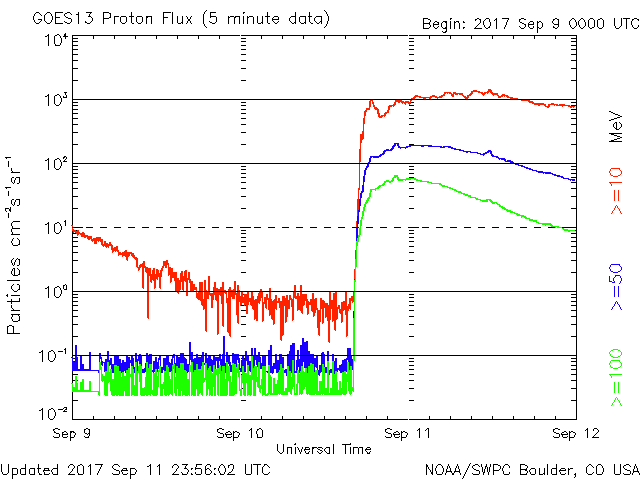 GOES13 Proton Flux (5 minute data)
Begin: 2017 Sep 9 0000 UTC
10⁴
10³
10²
10¹
10⁰
10⁻¹
10⁻²
Particles cm⁻²s⁻¹sr⁻¹
MeV
>=10
>=50
>=100
Sep 9
Sep 10
Sep 11
Sep 12
Universal Time
Updated 2017 Sep 11 23:56:02 UTC
NOAA/SWPC Boulder, CO USA